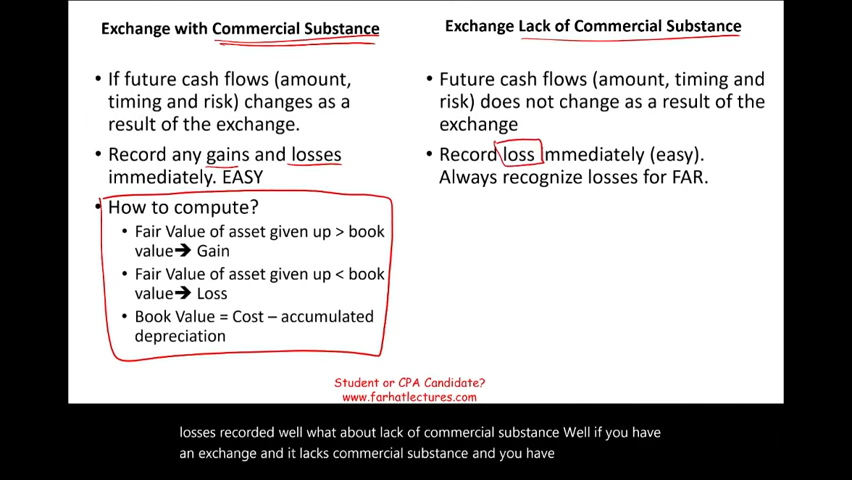 Exchange with Commercial Substance
• If future cash flows (amount,
timing and risk) changes as a
result of the exchange.
• Record any gains and losses
immediately. EASY
• How to compute?
• Fair Value of asset given up > book
value➔ Gain
• Fair Value of asset given up < book
value➔ Loss
• Book Value = Cost – accumulated
depreciation
Exchange Lack of Commercial Substance
• Future cash flows (amount, timing and
risk) does not change as a result of the
exchange
• Record loss immediately (easy).
Always recognize losses for FAR.
Student or CPA Candidate?
www.farhatlectures.com
losses recorded well what about lack of commercial substance Well if you have
an exchange and it lacks commercial substance and you have